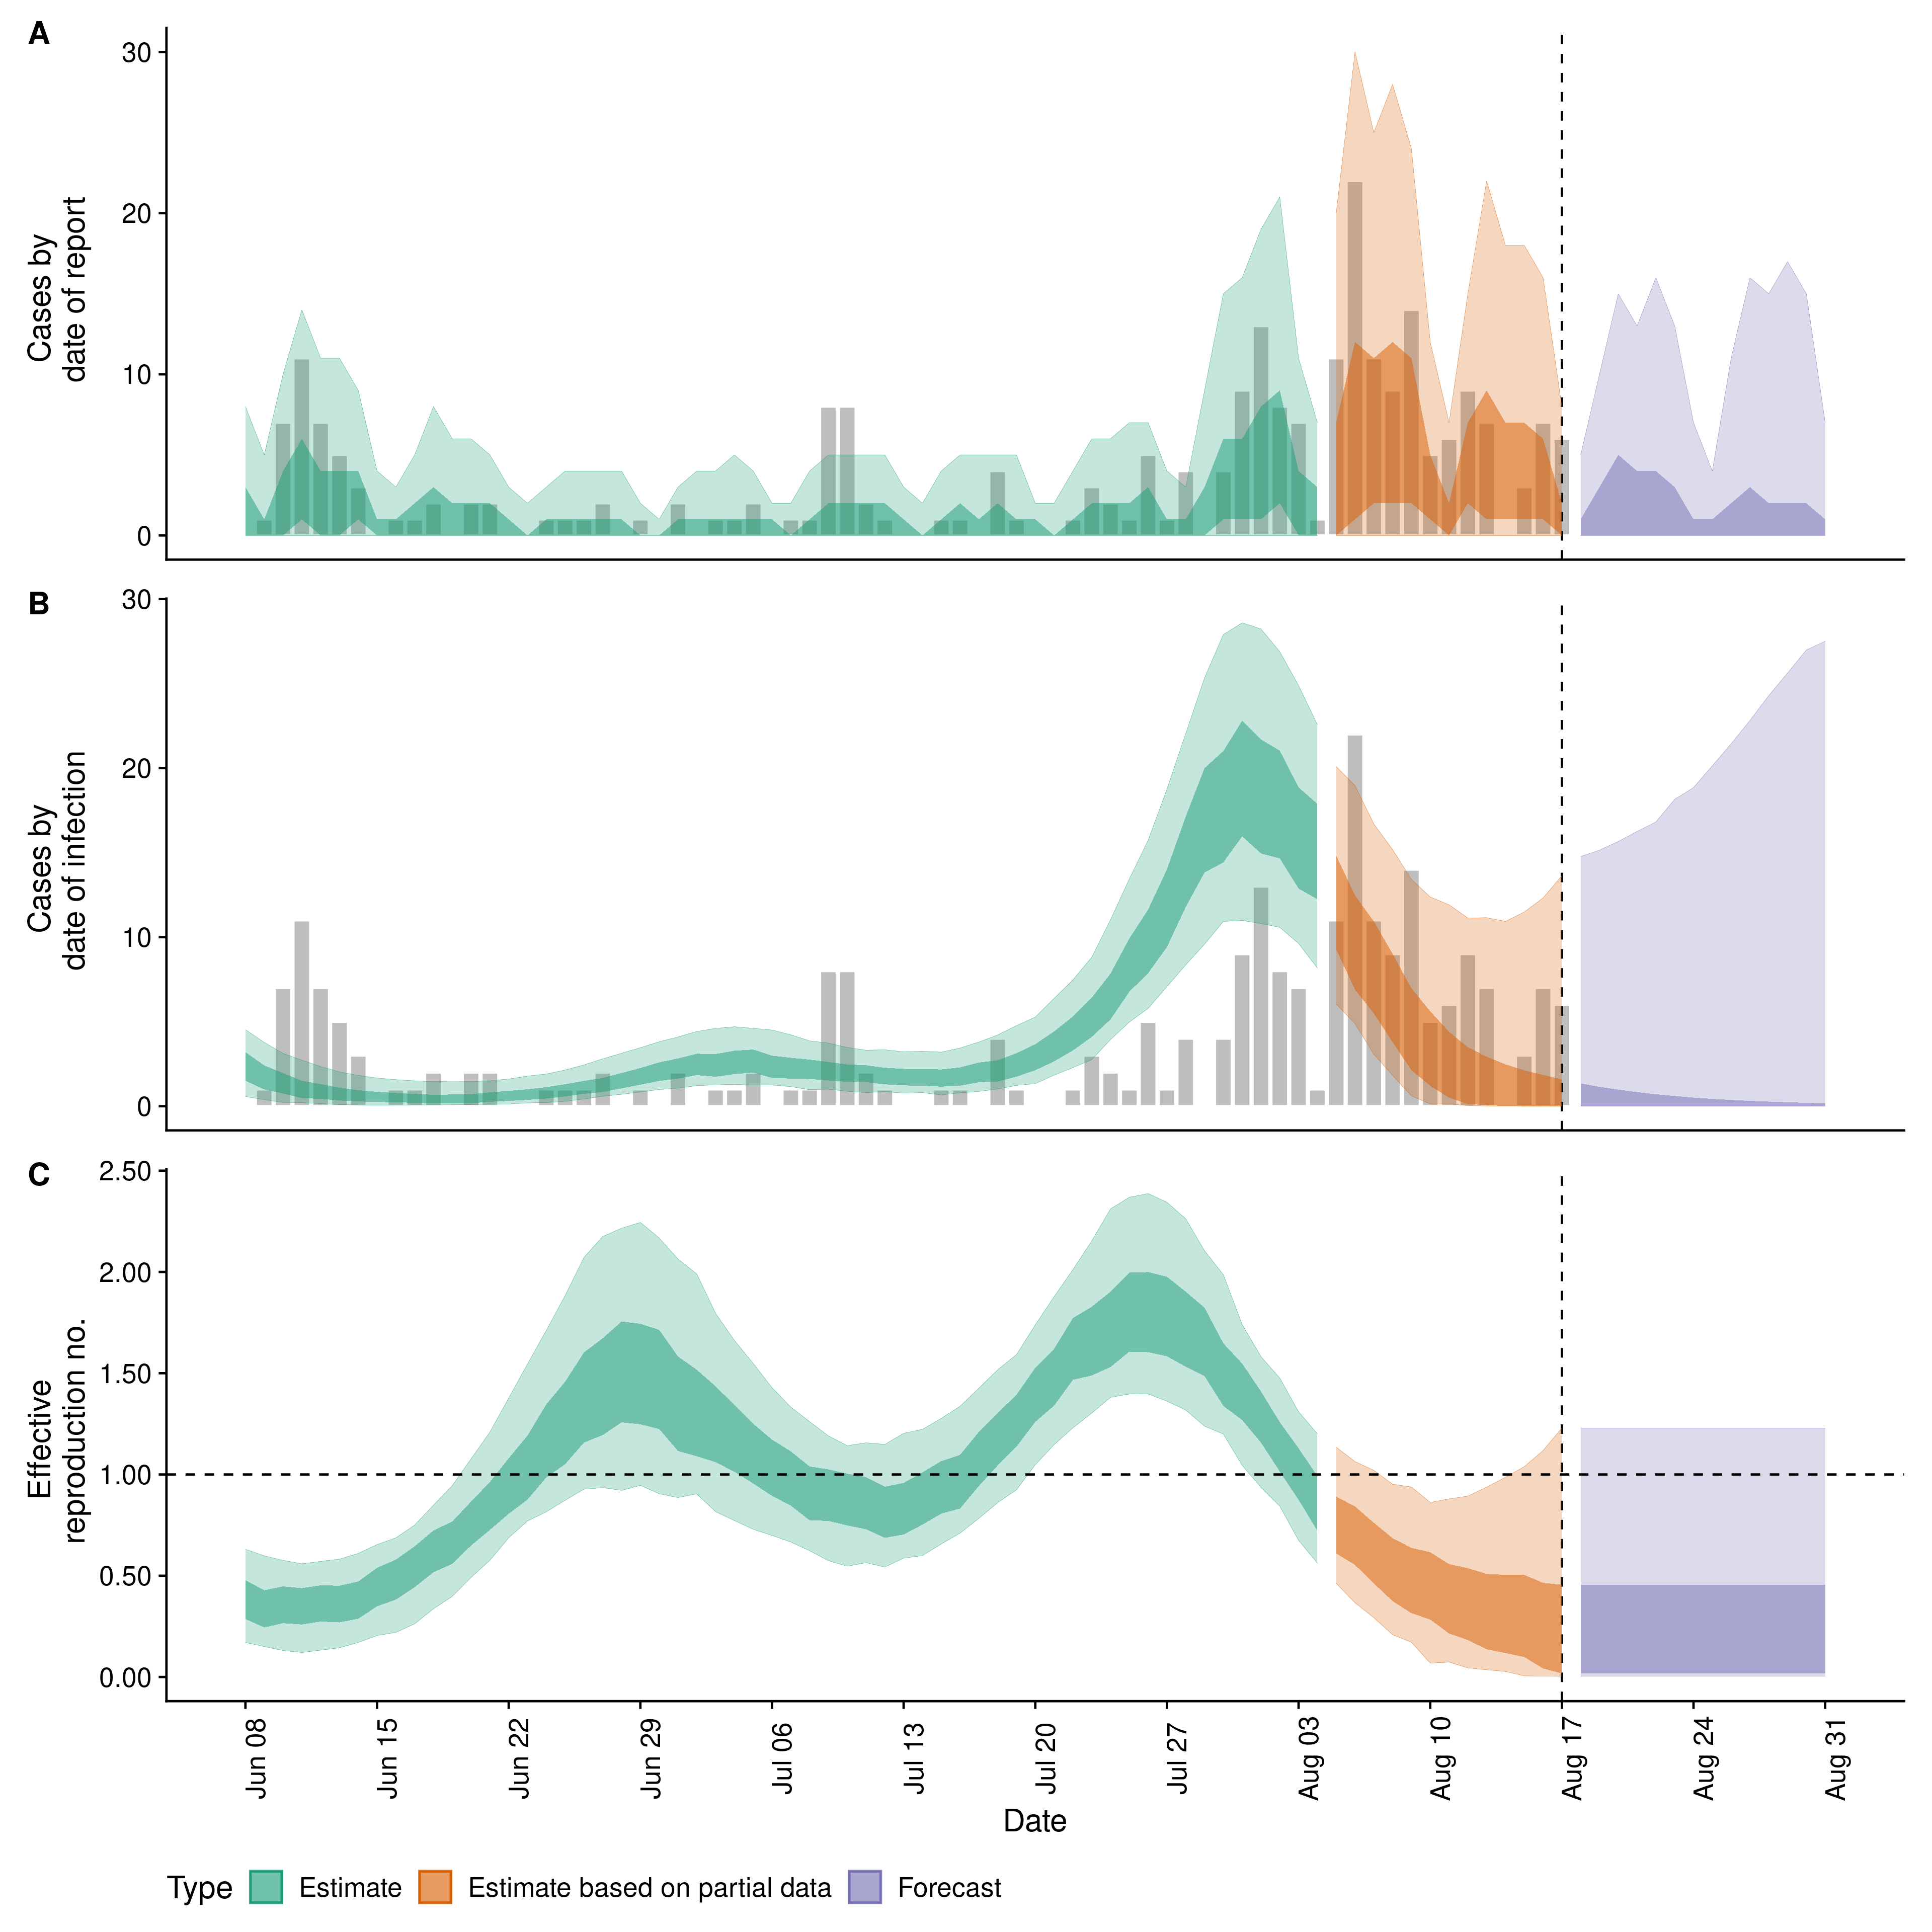 A
Cases by
date of report
30
20
10
0
B
Cases by
date of infection
30
20
10
0
C
Effective
reproduction no.
2.50
2.00
1.50
1.00
0.50
0.00
Jun 08
Jun 15
Jun 22
Jun 29
Jul 06
Jul 13
Jul 20
Jul 27
Aug 03
Aug 10
Aug 17
Aug 24
Aug 31
Date
Type Estimate Estimate based on partial data Forecast